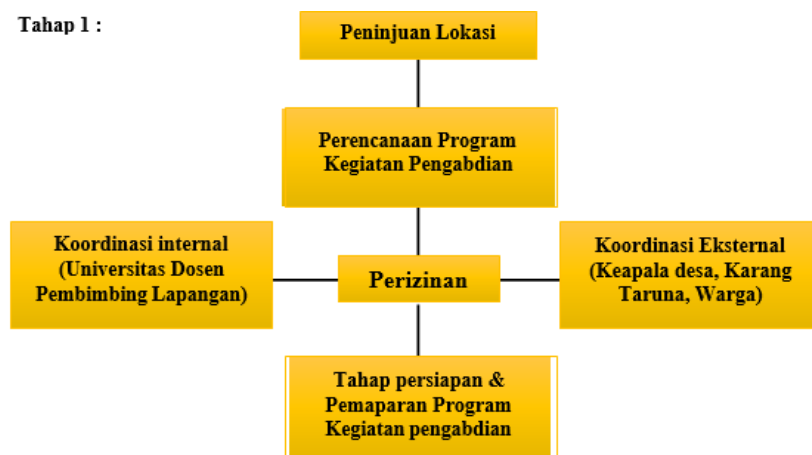 Tahap 1 :
Peninjuan Lokasi
Perencanaan Program
Kegiatan Pengabdian
Koordinasi internal
(Universitas Dosen
Pembimbing Lapangan)
Perizinan
Koordinasi Eksternal
(Keapala desa, Karang
Taruna, Warga)
Tahap persiapan &
Pemaparan Program
Kegiatan pengabdian